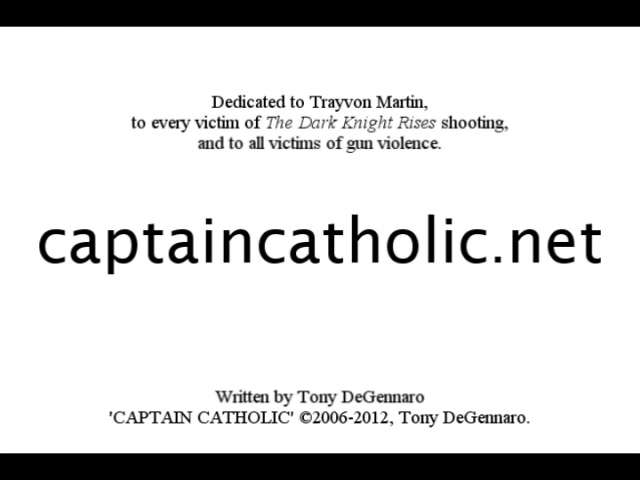 Dedicated to Trayvon Martin,
to every victim of The Dark Knight Rises shooting,
and to all victims of gun violence.
captaincatholic.net
Written by Tony DeGennaro
'CAPTAIN CATHOLIC' ©2006-2012, Tony DeGennaro.